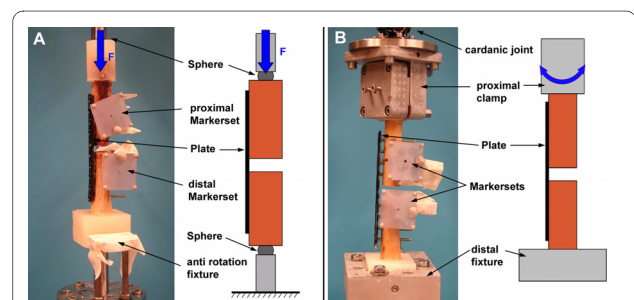 A
F
Sphere
F
proximal
Markerset
Plate
distal
Markerset
Sphere
anti rotation
fixture
B
cardanic joint
proximal
clamp
Plate
Markersets
distal
fixture